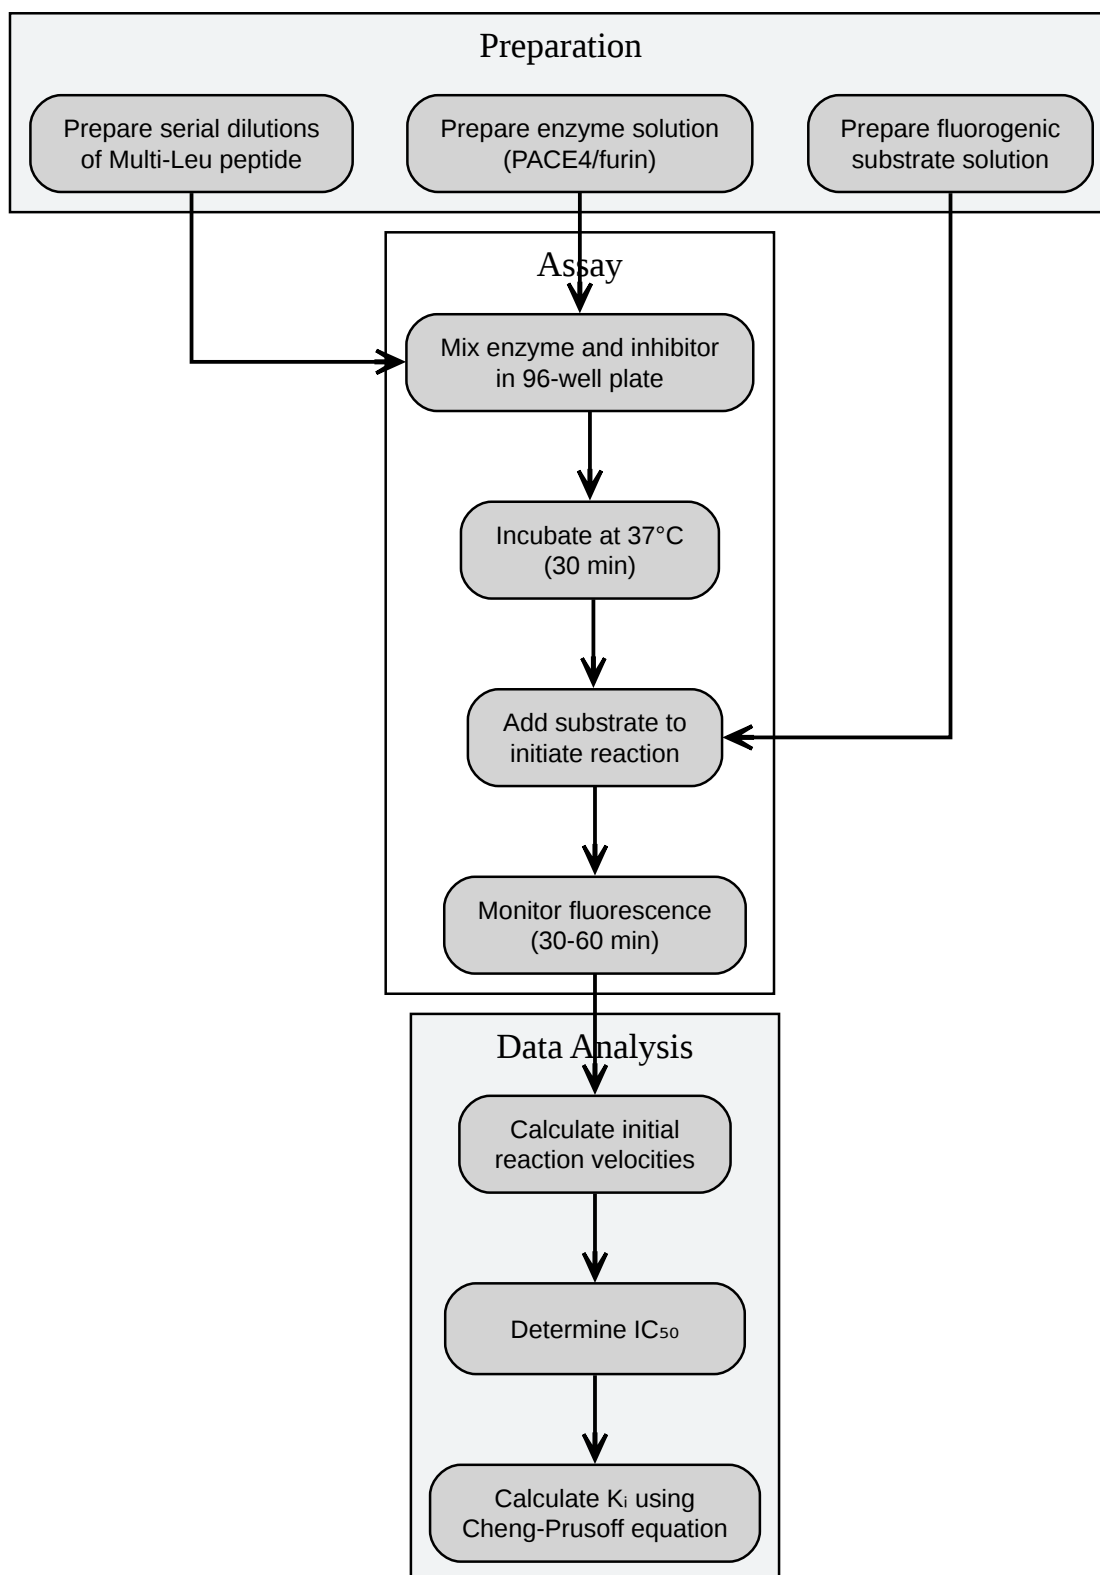 Preparation
Prepare serial dilutions
of Multi-Leu peptide
Prepare enzyme solution
(PACE4/furin)
Prepare fluorogenic
substrate solution
Assay
Mix enzyme and inhibitor
in 96-well plate
Incubate at 37°C
(30 min)
Add substrate to
initiate reaction
Monitor fluorescence
(30-60 min)
Data Analysis
Calculate initial
reaction velocities
Determine IC₅₀
Calculate Kᵢ using
Cheng-Prusoff equation